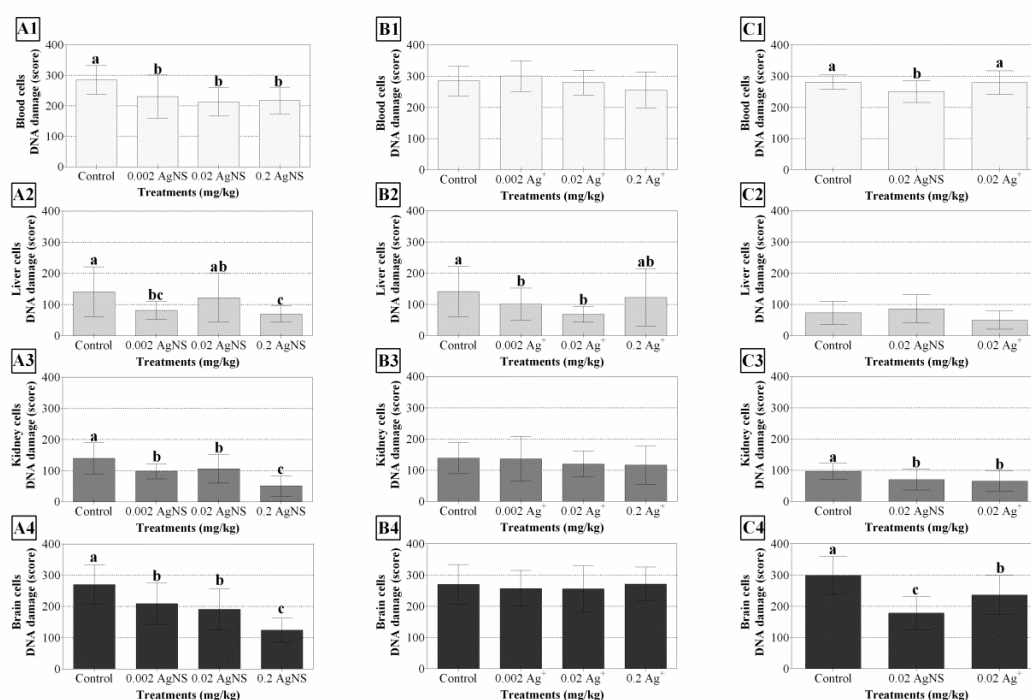 A1
Blood cells
DNA damage (score)
400
300
200
100
0
a
b
b
b
Control
0.002 AgNS
0.02 AgNS
0.2 AgNS
Treatments (mg/kg)
B1
400
300
200
100
0
Control
0.002 Ag⁺
0.02 Ag⁺
0.2 Ag⁺
Treatments (mg/kg)
C1
Blood cells
DNA damage (score)
400
300
200
100
0
a
b
a
Control
0.02 AgNS
0.02 Ag⁺
Treatments (mg/kg)
A2
Liver cells
DNA damage (score)
400
300
200
100
0
a
bc
ab
c
Control
0.002 AgNS
0.02 AgNS
0.2 AgNS
Treatments (mg/kg)
B2
Liver cells
DNA damage (score)
400
300
200
100
0
a
b
b
ab
Control
0.002 Ag⁺
0.02 Ag⁺
0.2 Ag⁺
Treatments (mg/kg)
C2
Liver cells
DNA damage (score)
400
300
200
100
0
Control
0.02 AgNS
0.02 Ag⁺
Treatments (mg/kg)
A3
Kidney cells
DNA damage (score)
400
300
200
100
0
a
b
b
c
Control
0.002 AgNS
0.02 AgNS
0.2 AgNS
Treatments (mg/kg)
B3
Kidney cells
DNA damage (score)
400
300
200
100
0
Control
0.002 Ag⁺
0.02 Ag⁺
0.2 Ag⁺
Treatments (mg/kg)
C3
Kidney cells
DNA damage (score)
400
300
200
100
0
a
b
b
Control
0.02 AgNS
0.02 Ag⁺
Treatments (mg/kg)
A4
Brain cells
DNA damage (score)
400
300
200
100
0
a
b
b
c
Control
0.002 AgNS
0.02 AgNS
0.2 AgNS
Treatments (mg/kg)
B4
Brain cells
DNA damage (score)
400
300
200
100
0
Control
0.002 Ag⁺
0.02 Ag⁺
0.2 Ag⁺
Treatments (mg/kg)
C4
Brain cells
DNA damage (score)
400
300
200
100
0
a
c
b
Control
0.02 AgNS
0.02 Ag⁺
Treatments (mg/kg)